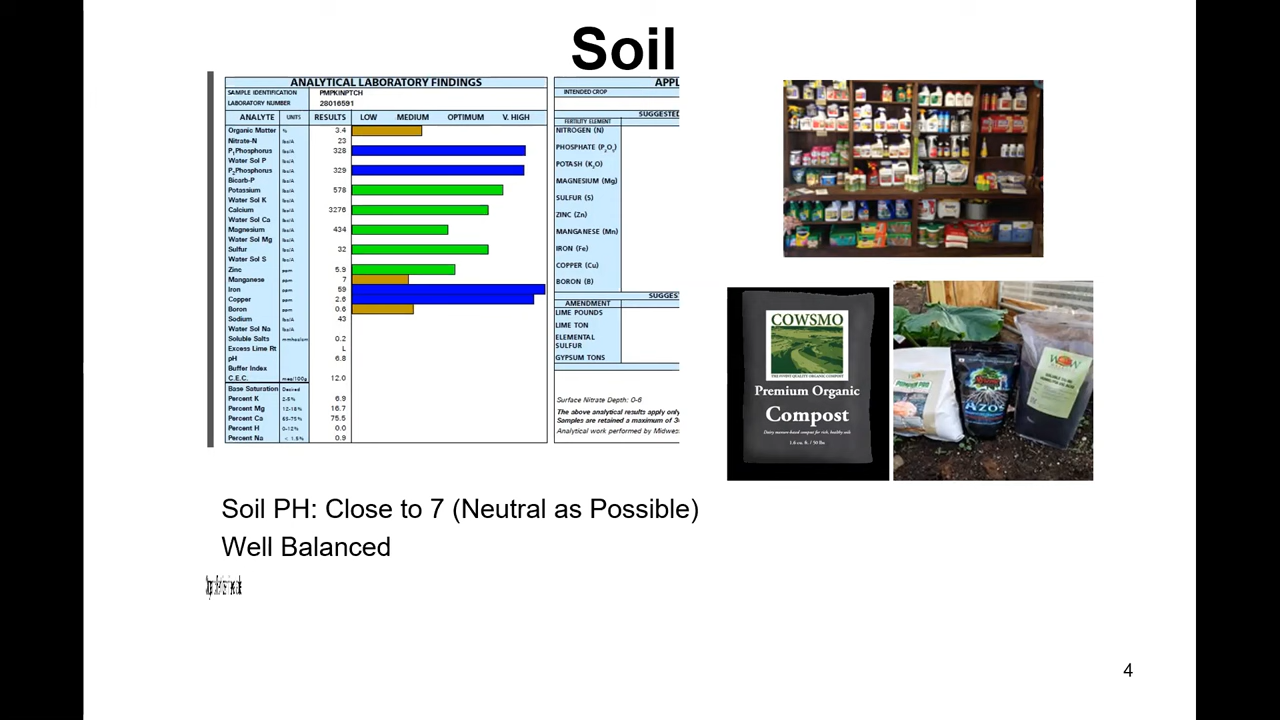 Soil
ANALYTICAL LABORATORY FINDINGS
SAMPLE IDENTIFICATION PMPKINPTCH
LABORATORY NUMBER 28016591
ANALYTE UNITS RESULTS LOW MEDIUM OPTIMUM V. HIGH
Organic Matter % 3.4
Nitrate-N lbs/A 23
P1Phosphorus lbs/A 328
Water Sol P lbs/A
P2Phosphorus lbs/A 329
Bicarb-P lbs/A
Potassium lbs/A 578
Water Sol K lbs/A
Calcium lbs/A 3276
Water Sol Ca lbs/A
Magnesium lbs/A 434
Water Sol Mg lbs/A
Sulfur lbs/A 32
Water Sol S lbs/A
Zinc ppm 5.9
Manganese ppm 7
Iron ppm 59
Copper ppm 2.6
Boron ppm 0.6
Sodium lbs/A 43
Water Sol Na lbs/A
Soluble Salts mmhos/cm 0.2
Excess Lime Rt L
pH 6.8
Buffer Index
C.E.C. meq/100g 12.0
Base Saturation Desired
Percent K 2-5% 6.9
Percent Mg 12-18% 16.7
Percent Ca 65-75% 75.5
Percent H 0-12% 0.0
Percent Na < 1.5% 0.9
APPL
INTENDED CROP
SUGGESTED
FERTILITY ELEMENT
NITROGEN (N)
PHOSPHATE (P2O5)
POTASH (K2O)
MAGNESIUM (Mg)
SULFUR (S)
ZINC (Zn)
MANGANESE (Mn)
IRON (Fe)
COPPER (Cu)
BORON (B)
SUGGES
AMENDMENT
LIME POUNDS
LIME TON
ELEMENTAL
SULFUR
GYPSUM TONS
Surface Nitrate Depth: 0-6
The above analytical results apply only
Samples are retained a maximum of 3
Analytical work performed by Midwes
COWSMO
THE FINEST QUALITY ORGANIC COMPOST
Premium Organic
Compost
Dairy manure-based compost for rich, healthy soils
1.6 cu. ft. / 50 lbs
AZOS
WOW
Soil PH: Close to 7 (Neutral as Possible)
Well Balanced
4